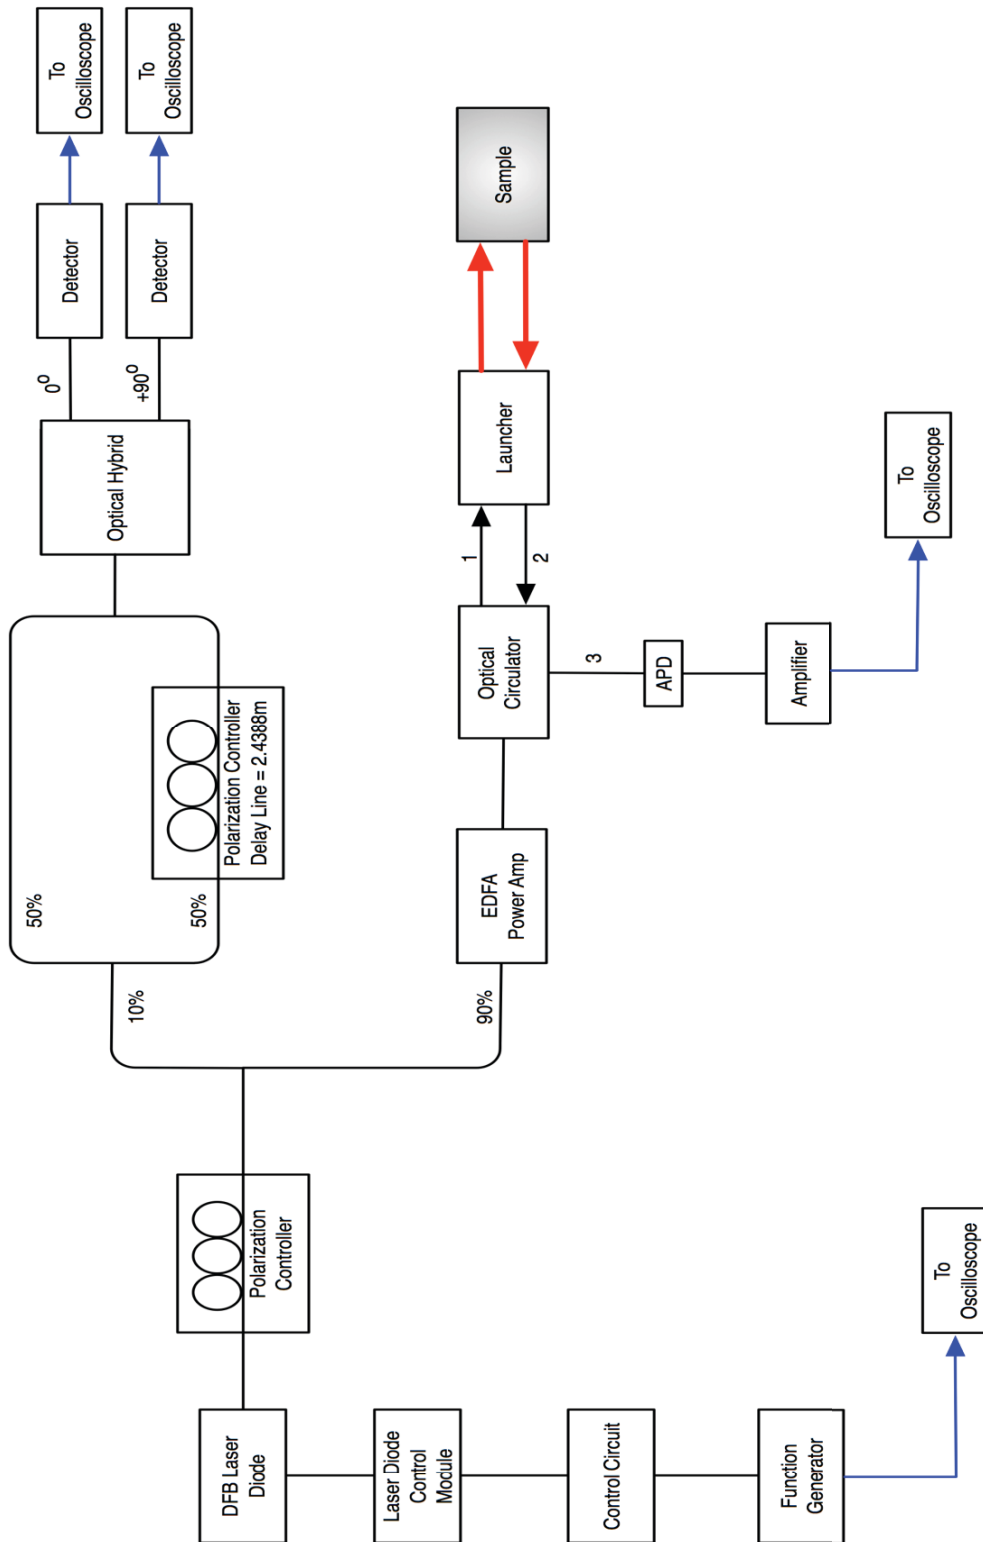 DFB Laser
Diode
Laser Diode
Control
Module
Control Circuit
Function
Generator
To
Oscilloscope
Polarization
Controller
10%
90%
50%
50%
Polarization Controller
Delay Line = 2.4388m
Optical Hybrid
0°
+90°
Detector
Detector
To
Oscilloscope
To
Oscilloscope
EDFA
Power Amp
Optical
Circulator
1
2
3
Launcher
Sample
APD
Amplifier
To
Oscilloscope